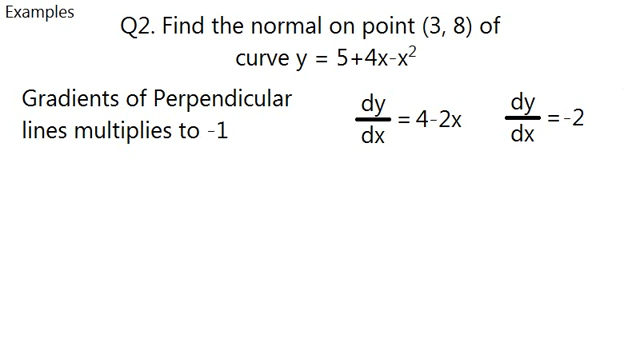 Examples
Q2. Find the normal on point (3, 8) of
curve y = 5+4x-x²
Gradients of Perpendicular
lines multiplies to -1
dy/dx = 4-2x
dy/dx = -2